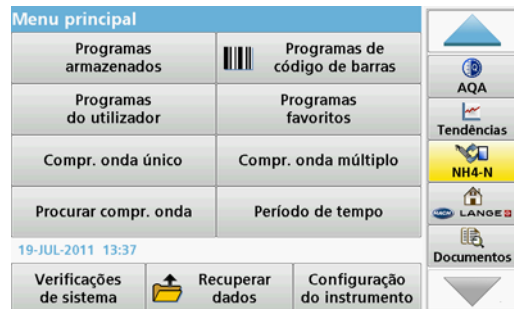 Menu principal
Programas
armazenados
Programas de
código de barras
Programas
do utilizador
Programas
favoritos
Compr. onda único
Compr. onda múltiplo
Procurar compr. onda
Período de tempo
19-JUL-2011 13:37
Verificações
de sistema
Recuperar
dados
Configuração
do instrumento
AQA
Tendências
NH4-N
HACH LANGE
Documentos